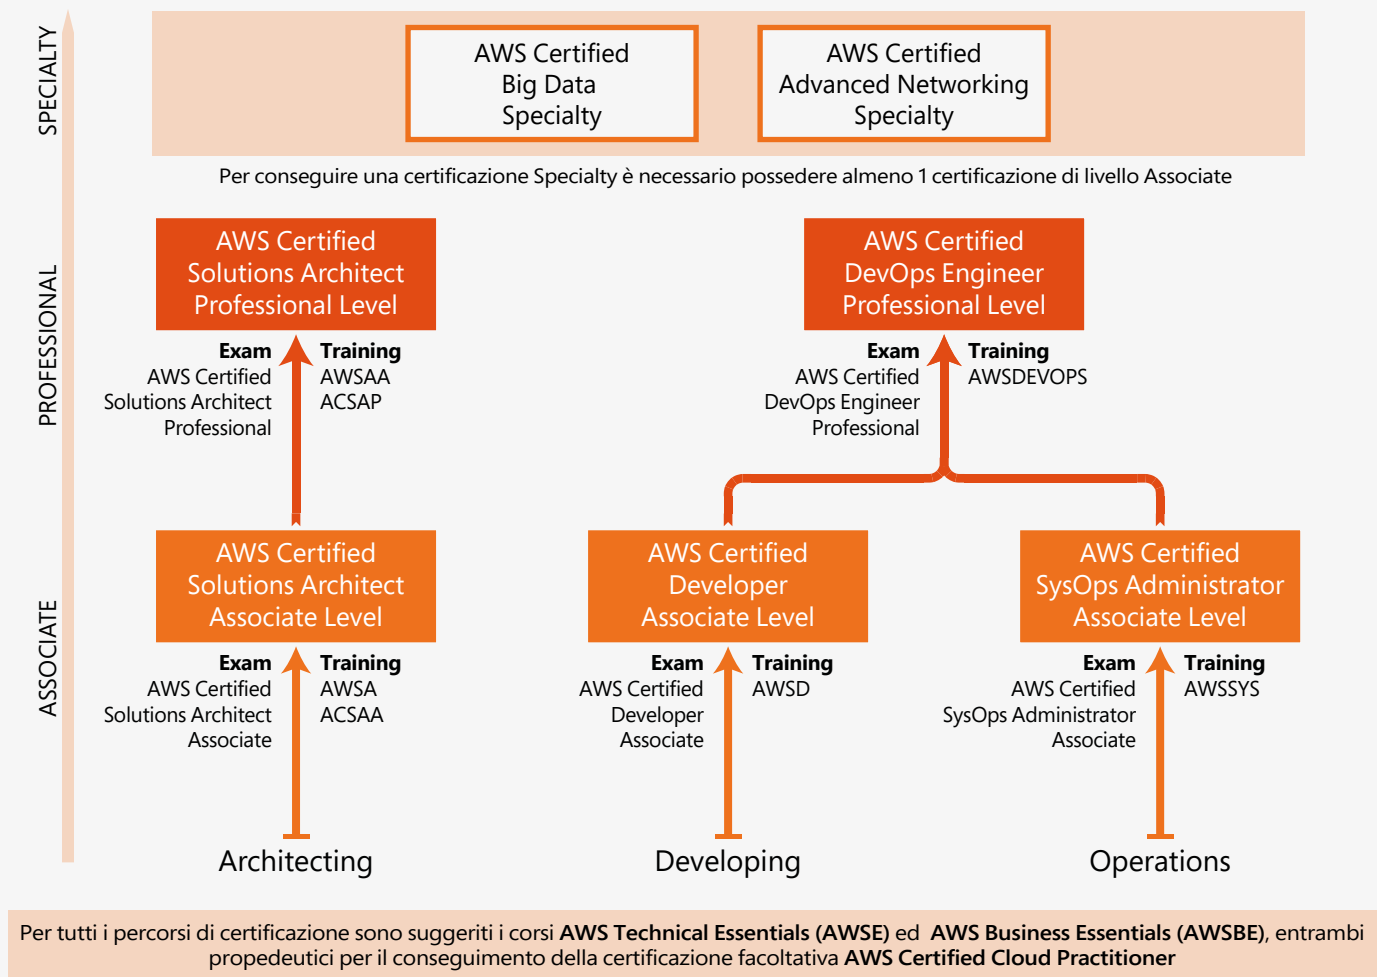 SPECIALTY
AWS Certified
Big Data
Specialty
AWS Certified
Advanced Networking
Specialty
Per conseguire una certificazione Specialty è necessario possedere almeno 1 certificazione di livello Associate
PROFESSIONAL
AWS Certified
Solutions Architect
Professional Level
Exam
AWS Certified
Solutions Architect
Professional
Training
AWSAA
ACSAP
AWS Certified
DevOps Engineer
Professional Level
Exam
AWS Certified
DevOps Engineer
Professional
Training
AWSDEVOPS
ASSOCIATE
AWS Certified
Solutions Architect
Associate Level
Exam
AWS Certified
Solutions Architect
Associate
Training
AWSA
ACSAA
Architecting
AWS Certified
Developer
Associate Level
Exam
AWS Certified
Developer
Associate
Training
AWSD
Developing
AWS Certified
SysOps Administrator
Associate Level
Exam
AWS Certified
SysOps Administrator
Associate
Training
AWSSYS
Operations
Per tutti i percorsi di certificazione sono suggeriti i corsi AWS Technical Essentials (AWSE) ed AWS Business Essentials (AWSBE), entrambi
propedeutici per il conseguimento della certificazione facoltativa AWS Certified Cloud Practitioner